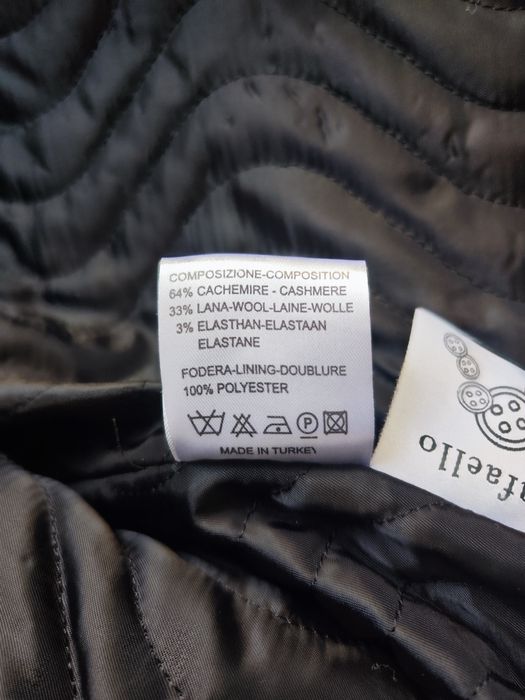 COMPOSIZIONE-COMPOSITION
64% CACHEMIRE - CASHMERE
33% LANA-WOOL-LAINE-WOLLE
3% ELASTHAN-ELASTAAN
ELASTANE
FODERA-LINING-DOUBLURE
100% POLYESTER
P
MADE IN TURKEY